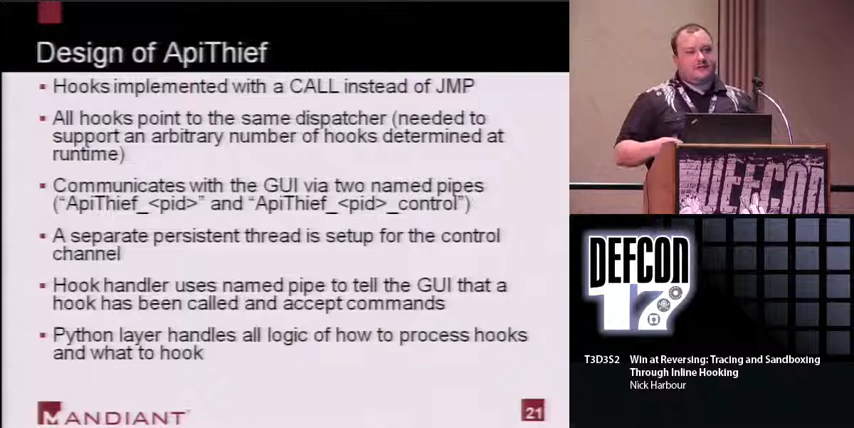 Design of ApiThief
▪ Hooks implemented with a CALL instead of JMP
▪ All hooks point to the same dispatcher (needed to
support an arbitrary number of hooks determined at
runtime)
▪ Communicates with the GUI via two named pipes
("ApiThief_<pid>" and "ApiThief_<pid>_control")
▪ A separate persistent thread is setup for the control
channel
▪ Hook handler uses named pipe to tell the GUI that a
hook has been called and accept commands
▪ Python layer handles all logic of how to process hooks
and what to hook
MANDIANT
21
DEFCON
DEFCON
17
T3D3S2 Win at Reversing: Tracing and Sandboxing
Through Inline Hooking
Nick Harbour